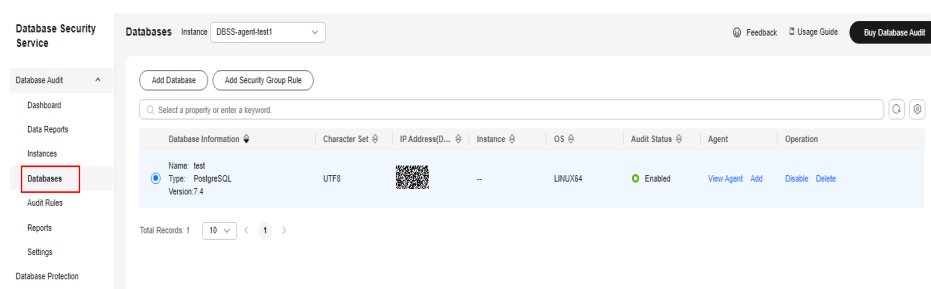 Database Security
Service
Databases Instance DBSS-agent-test1
Feedback Usage Guide Buy Database Audit
Database Audit
Dashboard
Data Reports
Instances
Databases
Audit Rules
Reports
Settings
Database Protection
Add Database Add Security Group Rule
Select a property or enter a keyword.
Database Information Character Set IP Address(D... Instance OS Audit Status Agent Operation
Name: test
Type: PostgreSQL
Version:7.4
UTF8 -- LINUX64 Enabled View Agent Add Disable Delete
Total Records: 1 10 1